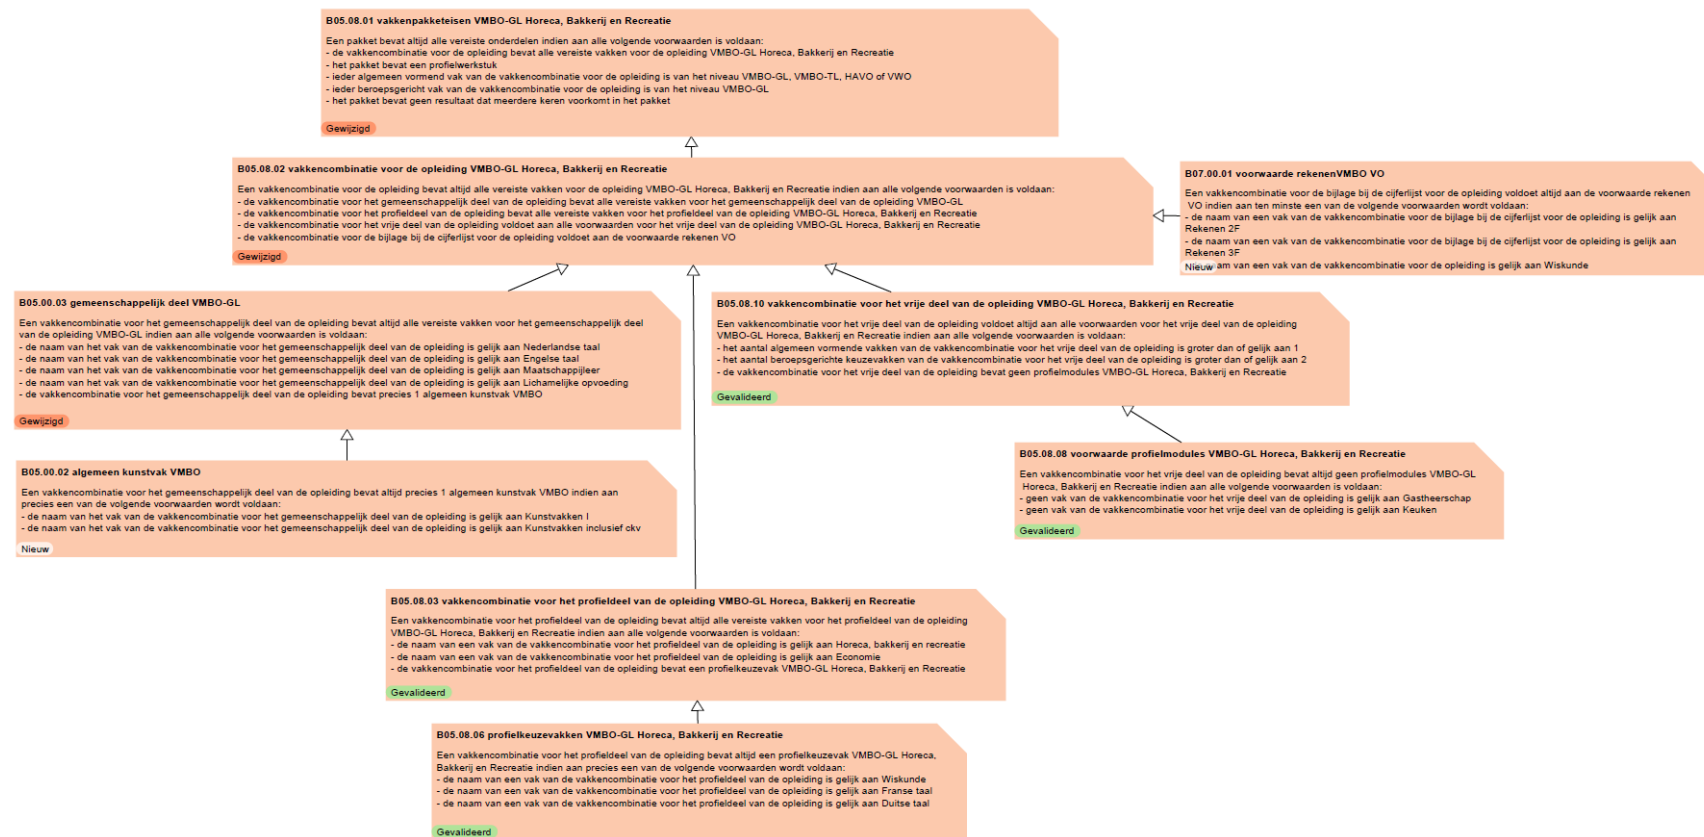 B05.08.01 vakkenpakketeisen VMBO-GL Horeca, Bakkerij en Recreatie
Een pakket bevat altijd alle vereiste onderdelen indien aan alle volgende voorwaarden is voldaan:
- de vakkencombinatie voor de opleiding bevat alle vereiste vakken voor de opleiding VMBO-GL Horeca, Bakkerij en Recreatie
- het pakket bevat een profielwerkstuk
- ieder algemeen vormend vak van de vakkencombinatie voor de opleiding is van het niveau VMBO-GL, VMBO-TL, HAVO of VWO
- ieder beroepsgericht vak van de vakkencombinatie voor de opleiding is van het niveau VMBO-GL
- het pakket bevat geen resultaat dat meerdere keren voorkomt in het pakket
Gewijzigd
B05.08.02 vakkencombinatie voor de opleiding VMBO-GL Horeca, Bakkerij en Recreatie
Een vakkencombinatie voor de opleiding bevat altijd alle vereiste vakken voor de opleiding VMBO-GL Horeca, Bakkerij en Recreatie indien aan alle volgende voorwaarden is voldaan:
- de vakkencombinatie voor het gemeenschappelijk deel van de opleiding bevat alle vereiste vakken voor het gemeenschappelijk deel van de opleiding VMBO-GL
- de vakkencombinatie voor het profieldeel van de opleiding bevat alle vereiste vakken voor het profieldeel van de opleiding VMBO-GL Horeca, Bakkerij en Recreatie
- de vakkencombinatie voor het vrije deel van de opleiding voldoet aan alle voorwaarden voor het vrije deel van de opleiding VMBO-GL Horeca, Bakkerij en Recreatie
- de vakkencombinatie voor de bijlage bij de cijferlijst voor de opleiding voldoet aan de voorwaarde rekenen VO
Gewijzigd
B07.00.01 voorwaarde rekenenVMBO VO
Een vakkencombinatie voor de bijlage bij de cijferlijst voor de opleiding voldoet altijd aan de voorwaarde rekenen
VO indien aan ten minste een van de volgende voorwaarden wordt voldaan:
- de naam van een vak van de vakkencombinatie voor de bijlage bij de cijferlijst voor de opleiding is gelijk aan
Rekenen 2F
- de naam van een vak van de vakkencombinatie voor de bijlage bij de cijferlijst voor de opleiding is gelijk aan
Rekenen 3F
van een vak van de vakkencombinatie voor de opleiding is gelijk aan Wiskunde
Nieuw
B05.00.03 gemeenschappelijk deel VMBO-GL
Een vakkencombinatie voor het gemeenschappelijk deel van de opleiding bevat altijd alle vereiste vakken voor het gemeenschappelijk deel
van de opleiding VMBO-GL indien aan alle volgende voorwaarden is voldaan:
- de naam van het vak van de vakkencombinatie voor het gemeenschappelijk deel van de opleiding is gelijk aan Nederlandse taal
- de naam van het vak van de vakkencombinatie voor het gemeenschappelijk deel van de opleiding is gelijk aan Engelse taal
- de naam van het vak van de vakkencombinatie voor het gemeenschappelijk deel van de opleiding is gelijk aan Maatschappijleer
- de naam van het vak van de vakkencombinatie voor het gemeenschappelijk deel van de opleiding is gelijk aan Lichamelijke opvoeding
- de vakkencombinatie voor het gemeenschappelijk deel van de opleiding bevat precies 1 algemeen kunstvak VMBO
Gewijzigd
B05.08.10 vakkencombinatie voor het vrije deel van de opleiding VMBO-GL Horeca, Bakkerij en Recreatie
Een vakkencombinatie voor het vrije deel van de opleiding voldoet altijd aan alle voorwaarden voor het vrije deel van de opleiding
VMBO-GL Horeca, Bakkerij en Recreatie indien aan alle volgende voorwaarden is voldaan:
- het aantal algemeen vormende vakken van de vakkencombinatie voor het vrije deel van de opleiding is groter dan of gelijk aan 1
- het aantal beroepsgerichte keuzevakken van de vakkencombinatie voor het vrije deel van de opleiding is groter dan of gelijk aan 2
- de vakkencombinatie voor het vrije deel van de opleiding bevat geen profielmodules VMBO-GL Horeca, Bakkerij en Recreatie
Gevalideerd
B05.00.02 algemeen kunstvak VMBO
Een vakkencombinatie voor het gemeenschappelijk deel van de opleiding bevat altijd precies 1 algemeen kunstvak VMBO indien aan
precies een van de volgende voorwaarden wordt voldaan:
- de naam van het vak van de vakkencombinatie voor het gemeenschappelijk deel van de opleiding is gelijk aan Kunstvakken I
- de naam van het vak van de vakkencombinatie voor het gemeenschappelijk deel van de opleiding is gelijk aan Kunstvakken inclusief ckv
Nieuw
B05.08.08 voorwaarde profielmodules VMBO-GL Horeca, Bakkerij en Recreatie
Een vakkencombinatie voor het vrije deel van de opleiding bevat altijd geen profielmodules VMBO-GL
Horeca, Bakkerij en Recreatie indien aan alle volgende voorwaarden is voldaan:
- geen vak van de vakkencombinatie voor het vrije deel van de opleiding is gelijk aan Gastheerschap
- geen vak van de vakkencombinatie voor het vrije deel van de opleiding is gelijk aan Keuken
Gevalideerd
B05.08.03 vakkencombinatie voor het profieldeel van de opleiding VMBO-GL Horeca, Bakkerij en Recreatie
Een vakkencombinatie voor het profieldeel van de opleiding bevat altijd alle vereiste vakken voor het profieldeel van de opleiding
VMBO-GL Horeca, Bakkerij en Recreatie indien aan alle volgende voorwaarden is voldaan:
- de naam van een vak van de vakkencombinatie voor het profieldeel van de opleiding is gelijk aan Horeca, bakkerij en recreatie
- de naam van een vak van de vakkencombinatie voor het profieldeel van de opleiding is gelijk aan Economie
- de vakkencombinatie voor het profieldeel van de opleiding bevat een profielkeuzevak VMBO-GL Horeca, Bakkerij en Recreatie
Gevalideerd
B05.08.06 profielkeuzevakken VMBO-GL Horeca, Bakkerij en Recreatie
Een vakkencombinatie voor het profieldeel van de opleiding bevat altijd een profielkeuzevak VMBO-GL Horeca,
Bakkerij en Recreatie indien aan precies een van de volgende voorwaarden wordt voldaan:
- de naam van een vak van de vakkencombinatie voor het profieldeel van de opleiding is gelijk aan Wiskunde
- de naam van een vak van de vakkencombinatie voor het profieldeel van de opleiding is gelijk aan Franse taal
- de naam van een vak van de vakkencombinatie voor het profieldeel van de opleiding is gelijk aan Duitse taal
Gevalideerd